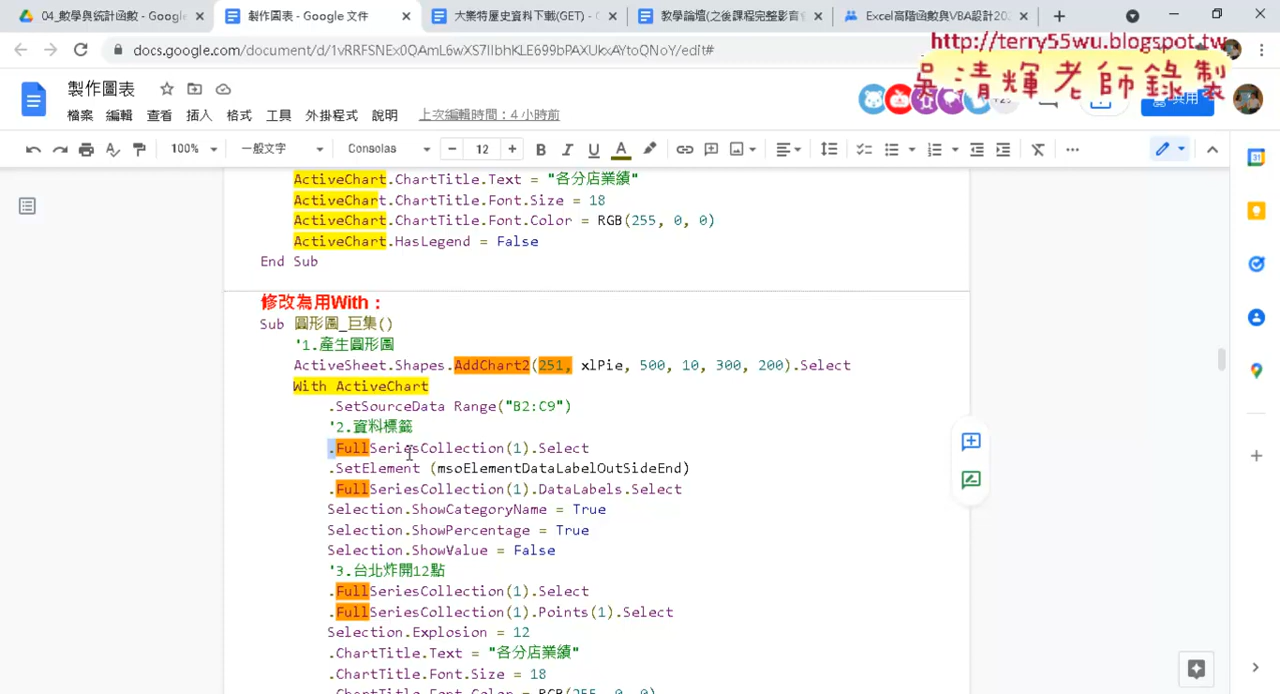 04_數學與統計函數 - Google
製作圖表 - Google 文件
大樂特歷史資料下載(GET) - G
教學論壇(之後課程完整影音會
Excel高階函數與VBA設計202
docs.google.com/document/d/1vRRFSNEx0QAmL6wXS7IlbhKLE699bPAXUkxAYtoQNoY/edit#
http://terry55wu.blogspot.tw
吳清輝老師錄製
製作圖表
檔案 編輯 查看 插入 格式 工具 外掛程式 說明 上次編輯時間：4 小時前
共用
100% 一般文字 Consolas 12 B I U A
ActiveChart.ChartTitle.Text = "各分店業績"
ActiveChart.ChartTitle.Font.Size = 18
ActiveChart.ChartTitle.Font.Color = RGB(255, 0, 0)
ActiveChart.HasLegend = False
End Sub
修改為用With：
Sub 圓形圖_巨集()
'1.產生圓形圖
ActiveSheet.Shapes.AddChart2(251, xlPie, 500, 10, 300, 200).Select
With ActiveChart
.SetSourceData Range("B2:C9")
'2.資料標籤
.FullSeriesCollection(1).Select
.SetElement (msoElementDataLabelOutSideEnd)
.FullSeriesCollection(1).DataLabels.Select
Selection.ShowCategoryName = True
Selection.ShowPercentage = True
Selection.ShowValue = False
'3.台北炸開12點
.FullSeriesCollection(1).Select
.FullSeriesCollection(1).Points(1).Select
Selection.Explosion = 12
.ChartTitle.Text = "各分店業績"
.ChartTitle.Font.Size = 18
.ChartTitle.Font.Color = RGB(255, 0, 0)